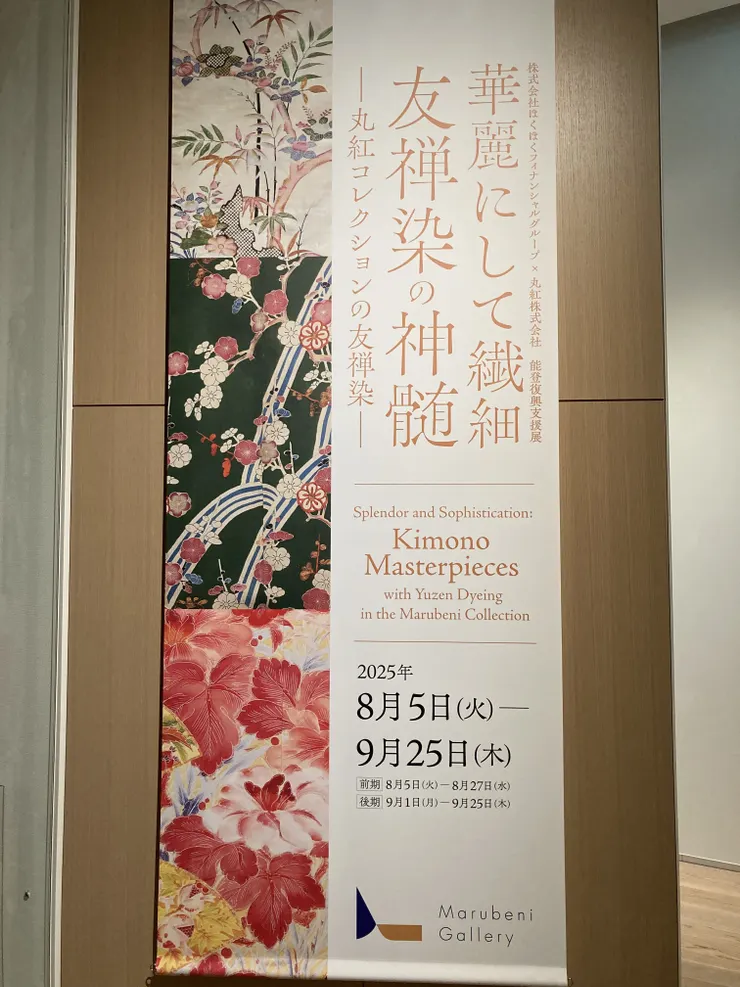 株式会社ほくほくフィナンシャルグループ × 丸紅株式会社 能登復興支援展
華麗にして繊細
友禅染の神髄
―丸紅コレクションの友禅染―
Splendor and Sophistication:
Kimono
Masterpieces
with Yuzen Dyeing
in the Marubeni Collection
2025年
8月5日(火)―
9月25日(木)
前期 8月5日(火)―8月27日(水)
後期 9月1日(月)―9月25日(木)
Marubeni
Gallery